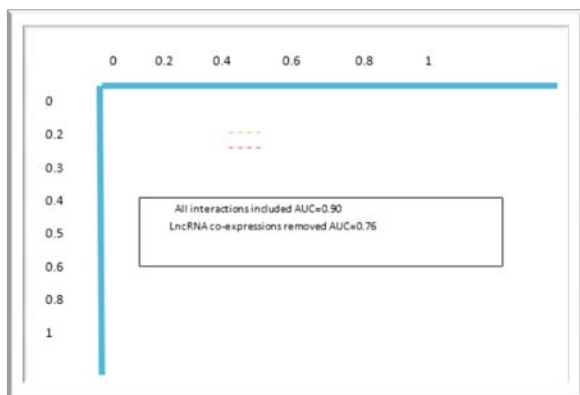 0 0.2 0.4 0.6 0.8 1
0
0.2
0.3
0.4
All interactions included AUC=0.90
LncRNA co-expressions removed AUC=0.76
0.5
0.6
0.8
1